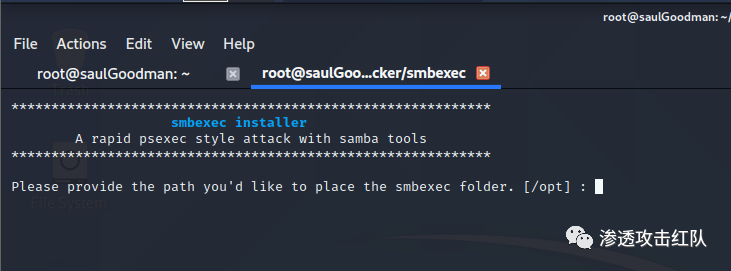 root@saulGoodman: ~/
File Actions Edit View Help
root@saulGoodman: ~ root@saulGoo...cker/smbexec
************************************************************
smbexec installer
A rapid psexec style attack with samba tools
************************************************************
Please provide the path you'd like to place the smbexec folder. [/opt] :
File System
渗透攻击红队